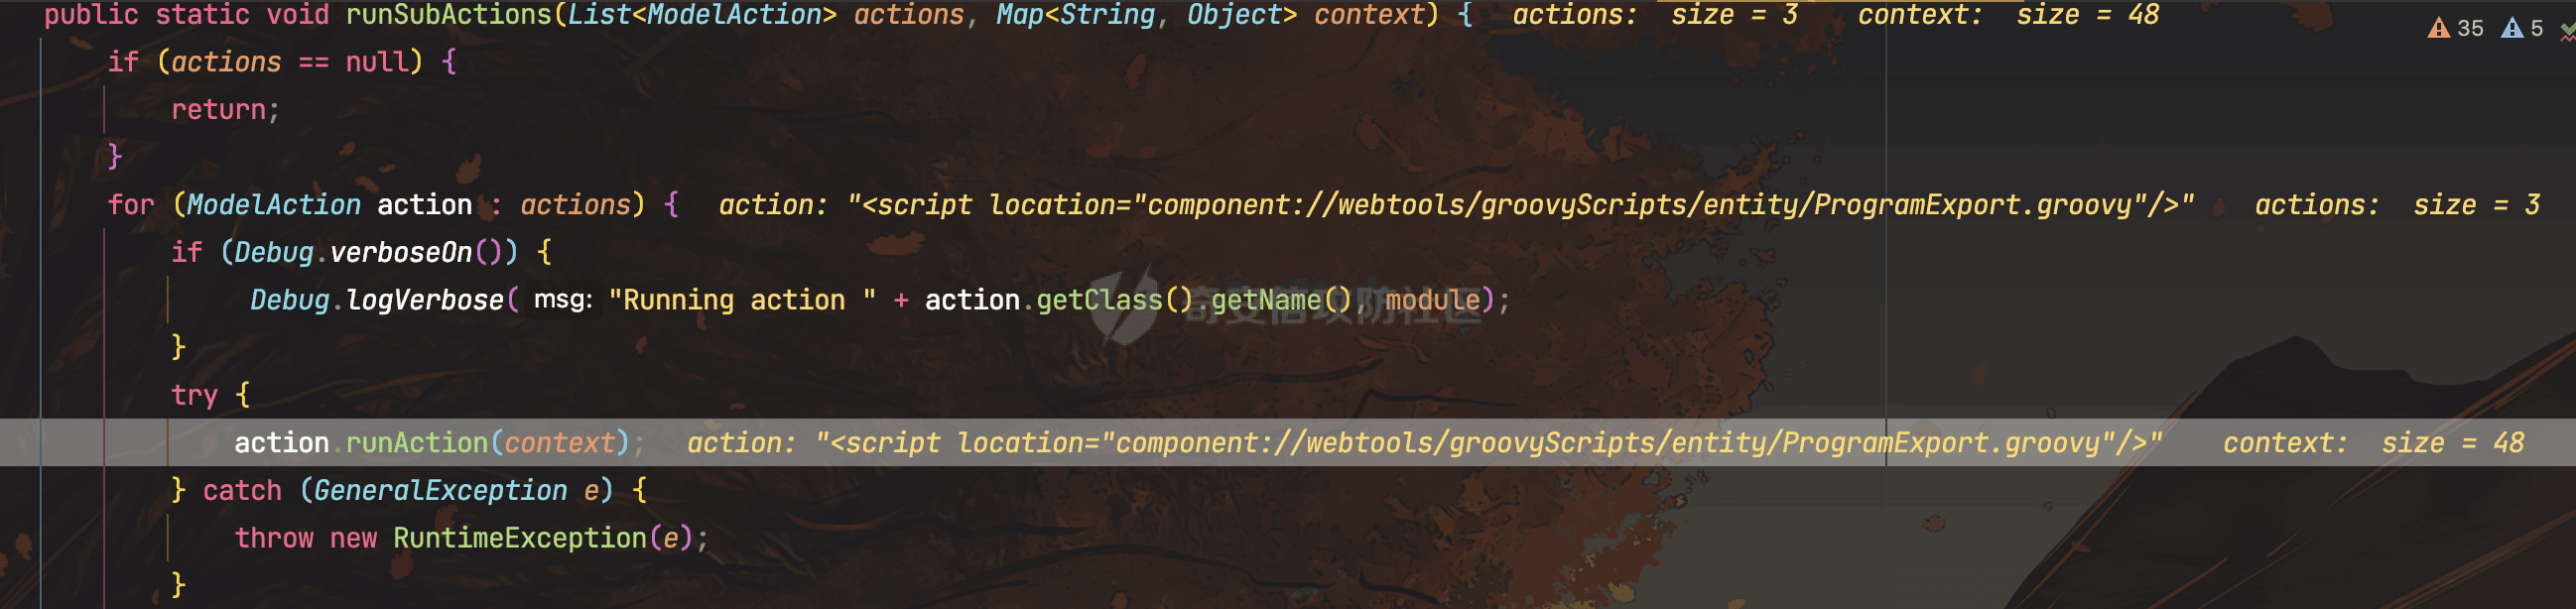 public static void runSubActions(List<ModelAction> actions, Map<String, Object> context) {   actions:  size = 3    context:  size = 48
35 5
if (actions == null) {
return;
}
for (ModelAction action : actions) {   action: "<script location="component://webtools/groovyScripts/entity/ProgramExport.groovy"/>"    actions:  size = 3
if (Debug.verboseOn()) {
Debug.logVerbose( msg: "Running action " + action.getClass().getName(), module);
奇安信攻防社区
}
try {
action.runAction(context);   action: "<script location="component://webtools/groovyScripts/entity/ProgramExport.groovy"/>"    context:  size = 48
} catch (GeneralException e) {
throw new RuntimeException(e);
}